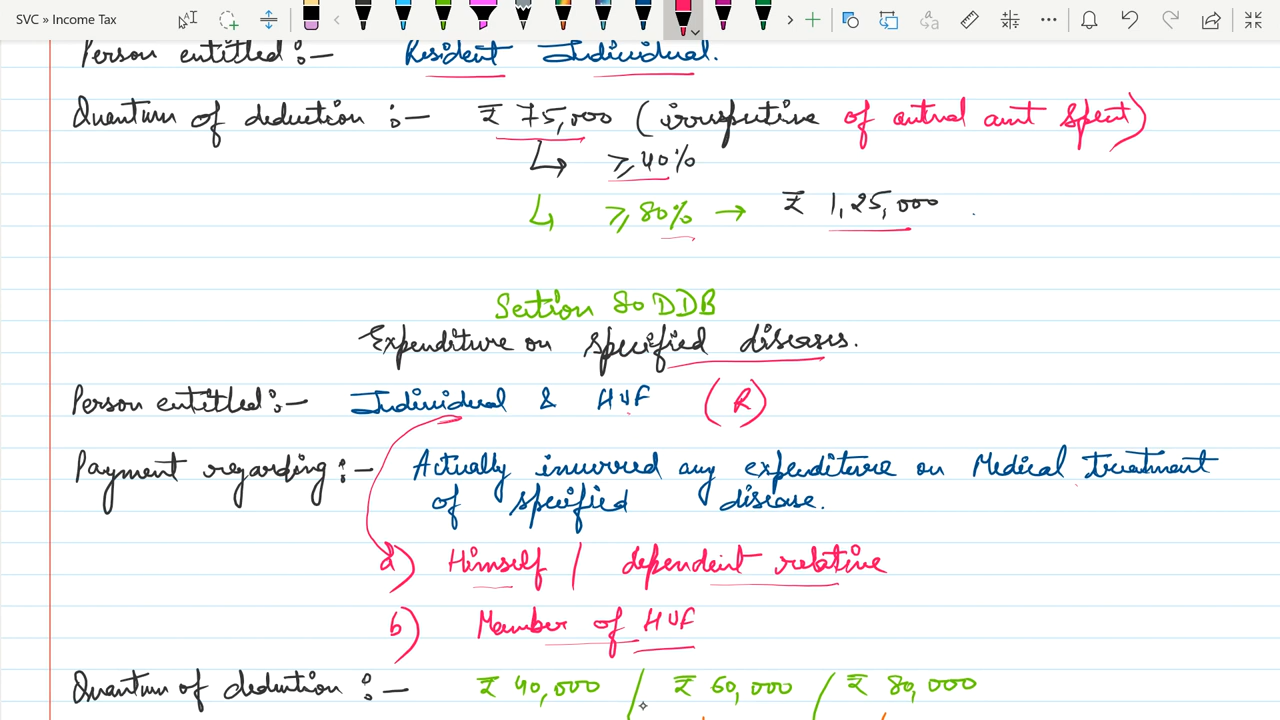 SVC » Income Tax
Person entitled :- Resident Individual.
Quantum of deduction :- ₹ 75,000 (irrespective of actual amt spent)
↳ ≥40%
↳ ≥80% → ₹ 1,25,000
Section 80 DDB
Expenditure on specified diseases.
Person entitled :- Individual & HUF (R)
Payment regarding :- Actually incurred any expenditure on Medical treatment
of specified disease.
a) Himself / dependent relative
b) Member of HUF
Quantum of deduction :- ₹ 40,000 / ₹ 60,000 / ₹ 80,000